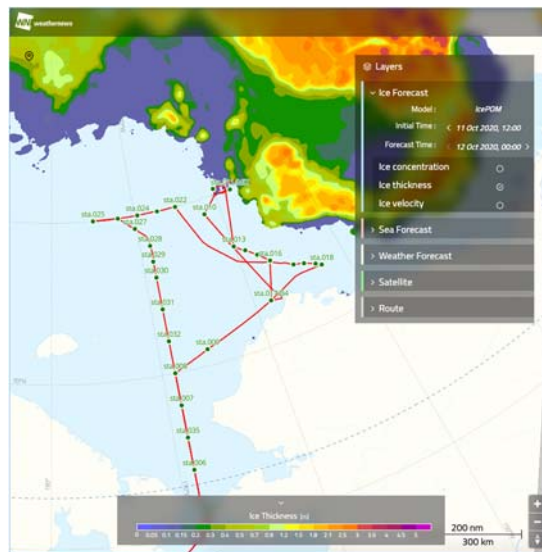 WN weathernews
Layers
Ice Forecast
Model : IcePOM
Initial Time : < 11 Oct 2020, 12:00
Forecast Time : < 12 Oct 2020, 00:00 >
Ice concentration
Ice thickness
Ice velocity
> Sea Forecast
> Weather Forecast
> Satellite
> Route
sta.025
sta.024
sta.022
sta.027
sta.010
sta.028
sta.013
sta.029
sta.016
sta.018
sta.030
sta.031
sta.032
sta.007
sta.035
sta.006
Ice Thickness [m]
200 nm
300 km